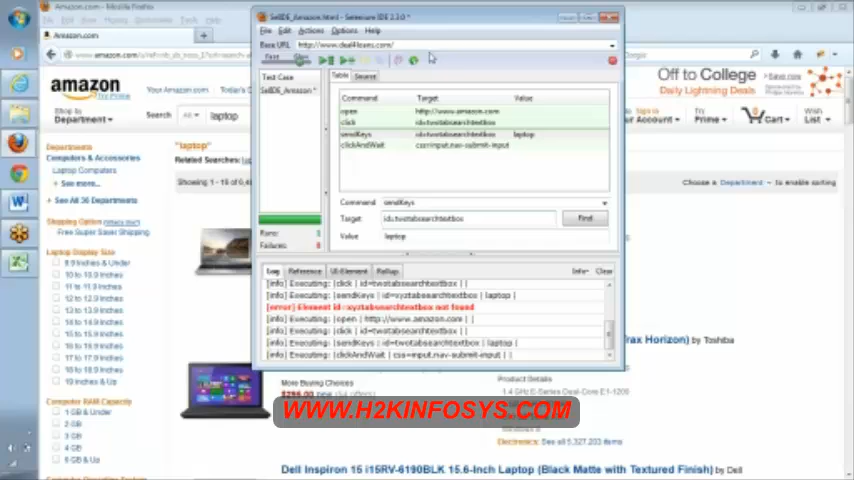 Amazon.com - Mozilla Firefox
Amazon.com
SelIDE_Amazon.html - Selenium IDE 2.3.0 *
File Edit Actions Options Help
Base URL http://www.deal4loans.com/
Fast Slow
Test Case
SelIDE_Amazon *
Table Source
Command Target Value
open http://www.amazon.com
click id=twotabsearchtextbox
sendKeys id=twotabsearchtextbox laptop
clickAndWait css=input.nav-submit-input
Command sendKeys
Target id=twotabsearchtextbox Find
Value laptop
Runs: 1
Failures: 0
Log Reference UI-Element Rollup Info Clear
[info] Executing: |click | id=twotabsearchtextbox | |
[info] Executing: |sendKeys | id=xyztabsearchtextbox | laptop |
[error] Element id=xyztabsearchtextbox not found
[info] Executing: |open | http://www.amazon.com | |
[info] Executing: |click | id=twotabsearchtextbox | |
[info] Executing: |sendKeys | id=twotabsearchtextbox | laptop |
[info] Executing: |clickAndWait | css=input.nav-submit-input | |
amazon
Try Prime
Your Amazon.com Today's
Shop by
Department
Search All laptop
Off to College
Daily Lightning Deals
Account
Try
Prime
Cart
Wish
List
Departments
Computers & Accessories
Laptop Computers
See more...
See All 36 Departments
Shipping Option (What's this?)
Free Super Saver Shipping
Laptop Display Size
8.9 Inches & Under
9 to 9.9 Inches
10 to 10.9 Inches
11 to 11.9 Inches
12 to 12.9 Inches
13 to 13.9 Inches
14 to 14.9 Inches
15 to 15.9 Inches
16 to 16.9 Inches
17 to 17.9 Inches
18 to 18.9 Inches
19 Inches & Up
Computer RAM Capacity
1 GB & Under
2 GB
3 GB
4 GB
6 GB & Up
"laptop"
Related Searches:
Choose a Department to enable sorting
Horizon) by Toshiba
More Buying Choices
Product Details
Electronics: See all 5,327,203 items
WWW.H2KINFOSYS.COM
Dell Inspiron 15 i15RV-6190BLK 15.6-Inch Laptop (Black Matte with Textured Finish) by Dell